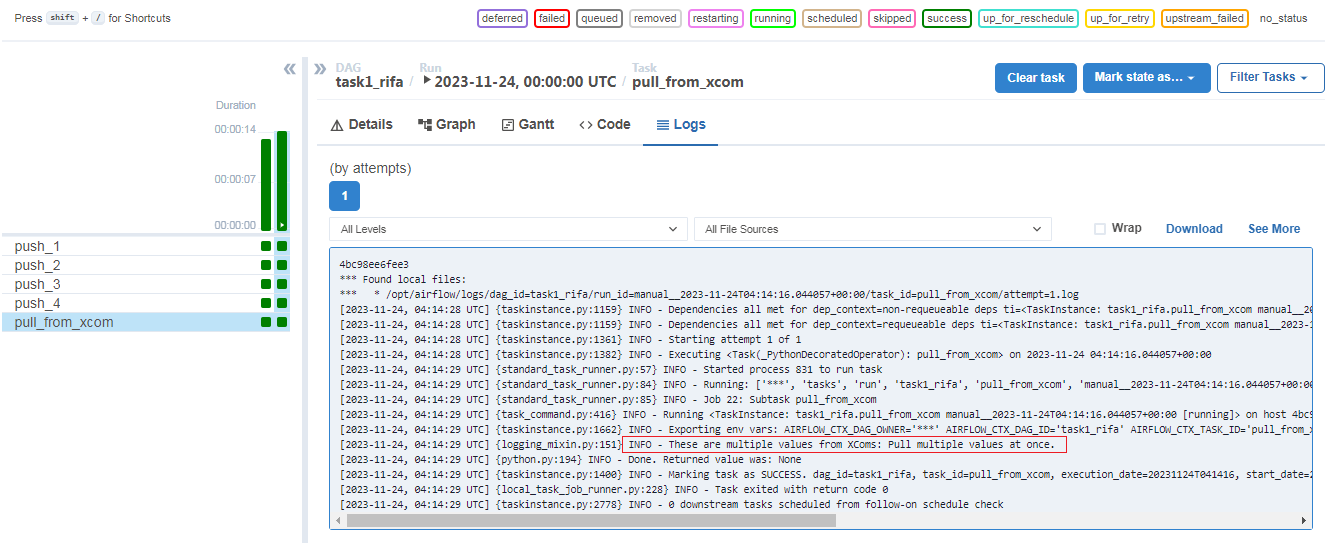 Press shift + / for Shortcuts
deferred failed queued removed restarting running scheduled skipped success up_for_reschedule up_for_retry upstream_failed no_status
DAG
task1_rifa /
Run
2023-11-24, 00:00:00 UTC /
Task
pull_from_xcom
Clear task
Mark state as...
Filter Tasks
Duration
00:00:14
00:00:07
00:00:00
push_1
push_2
push_3
push_4
pull_from_xcom
Details
Graph
Gantt
Code
Logs
(by attempts)
1
All Levels
All File Sources
Wrap
Download
See More
4bc98ee6fee3
*** Found local files:
***   * /opt/airflow/logs/dag_id=task1_rifa/run_id=manual__2023-11-24T04:14:16.044057+00:00/task_id=pull_from_xcom/attempt=1.log
[2023-11-24, 04:14:28 UTC] {taskinstance.py:1159} INFO - Dependencies all met for dep_context=non-requeueable deps ti=<TaskInstance: task1_rifa.pull_from_xcom manual__20
[2023-11-24, 04:14:28 UTC] {taskinstance.py:1159} INFO - Dependencies all met for dep_context=requeueable deps ti=<TaskInstance: task1_rifa.pull_from_xcom manual__2023-1
[2023-11-24, 04:14:28 UTC] {taskinstance.py:1361} INFO - Starting attempt 1 of 1
[2023-11-24, 04:14:28 UTC] {taskinstance.py:1382} INFO - Executing <Task(_PythonDecoratedOperator): pull_from_xcom> on 2023-11-24 04:14:16.044057+00:00
[2023-11-24, 04:14:29 UTC] {standard_task_runner.py:57} INFO - Started process 831 to run task
[2023-11-24, 04:14:29 UTC] {standard_task_runner.py:84} INFO - Running: ['***', 'tasks', 'run', 'task1_rifa', 'pull_from_xcom', 'manual__2023-11-24T04:14:16.044057+00:00
[2023-11-24, 04:14:29 UTC] {standard_task_runner.py:85} INFO - Job 22: Subtask pull_from_xcom
[2023-11-24, 04:14:29 UTC] {task_command.py:416} INFO - Running <TaskInstance: task1_rifa.pull_from_xcom manual__2023-11-24T04:14:16.044057+00:00 [running]> on host 4bc9
[2023-11-24, 04:14:29 UTC] {taskinstance.py:1662} INFO - Exporting env vars: AIRFLOW_CTX_DAG_OWNER='***' AIRFLOW_CTX_DAG_ID='task1_rifa' AIRFLOW_CTX_TASK_ID='pull_from_x
[2023-11-24, 04:14:29 UTC] {logging_mixin.py:151} INFO - These are multiple values from XComs: Pull multiple values at once.
[2023-11-24, 04:14:29 UTC] {python.py:194} INFO - Done. Returned value was: None
[2023-11-24, 04:14:29 UTC] {taskinstance.py:1400} INFO - Marking task as SUCCESS. dag_id=task1_rifa, task_id=pull_from_xcom, execution_date=20231124T041416, start_date=2
[2023-11-24, 04:14:29 UTC] {local_task_job_runner.py:228} INFO - Task exited with return code 0
[2023-11-24, 04:14:29 UTC] {taskinstance.py:2778} INFO - 0 downstream tasks scheduled from follow-on schedule check